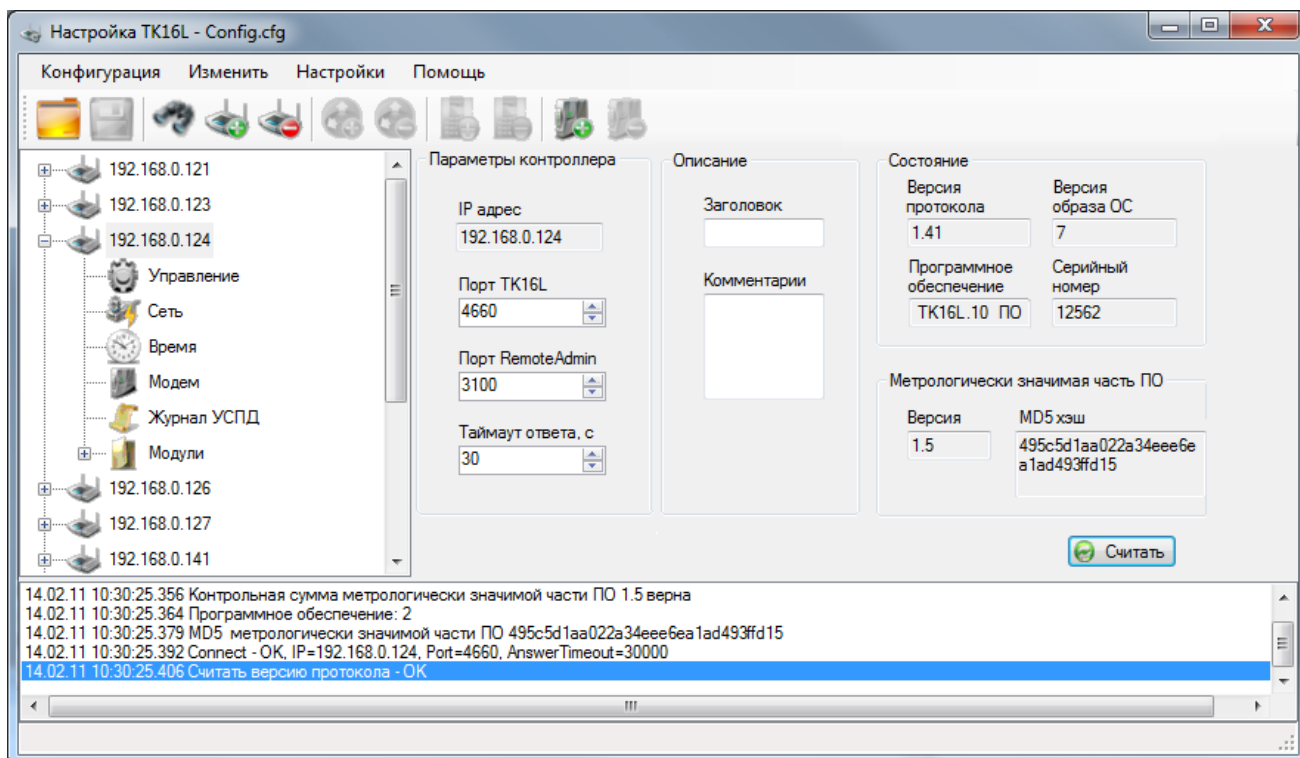 Настройка TK16L - Config.cfg
Конфигурация Изменить Настройки Помощь
192.168.0.121
192.168.0.123
192.168.0.124
Управление
Сеть
Время
Модем
Журнал УСПД
Модули
192.168.0.126
192.168.0.127
192.168.0.141
Параметры контроллера
IP адрес
192.168.0.124
Порт TK16L
4660
Порт RemoteAdmin
3100
Таймаут ответа, с
30
Описание
Заголовок
Комментарии
Состояние
Версия
протокола
1.41
Версия
образа ОС
7
Программное
обеспечение
TK16L.10 ПО
Серийный
номер
12562
Метрологически значимая часть ПО
Версия
1.5
MD5 хэш
495c5d1aa022a34eee6e
a1ad493ffd15
Считать
14.02.11 10:30:25.356 Контрольная сумма метрологически значимой части ПО 1.5 верна
14.02.11 10:30:25.364 Программное обеспечение: 2
14.02.11 10:30:25.379 MD5 метрологически значимой части ПО 495c5d1aa022a34eee6ea1ad493ffd15
14.02.11 10:30:25.392 Connect - OK, IP=192.168.0.124, Port=4660, AnswerTimeout=30000
14.02.11 10:30:25.406 Считать версию протокола - OK